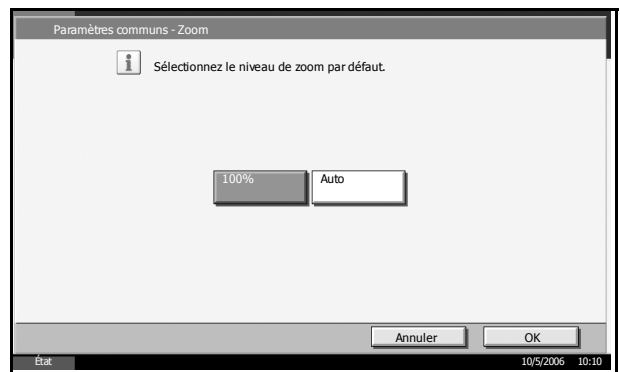 Paramètres communs - Zoom
Sélectionnez le niveau de zoom par défaut.
100% Auto
Annuler OK
État 10/5/2006 10:10